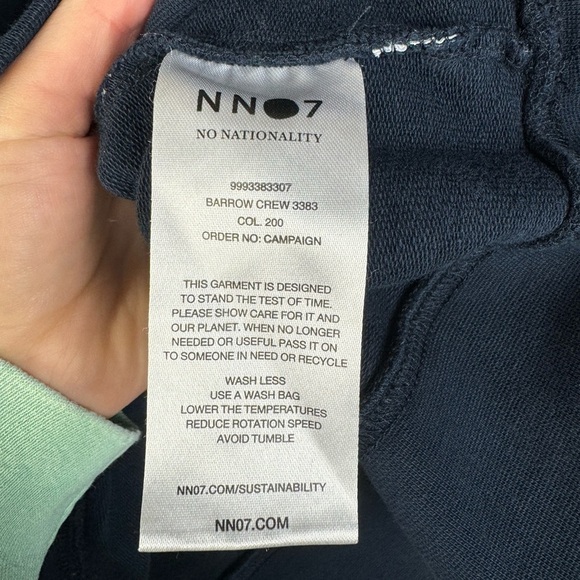 NN●7
NO NATIONALITY
9993383307
BARROW CREW 3383
COL. 200
ORDER NO: CAMPAIGN
THIS GARMENT IS DESIGNED
TO STAND THE TEST OF TIME.
PLEASE SHOW CARE FOR IT AND
OUR PLANET. WHEN NO LONGER
NEEDED OR USEFUL PASS IT ON
TO SOMEONE IN NEED OR RECYCLE
WASH LESS
USE A WASH BAG
LOWER THE TEMPERATURES
REDUCE ROTATION SPEED
AVOID TUMBLE
NN07.COM/SUSTAINABILITY
NN07.COM